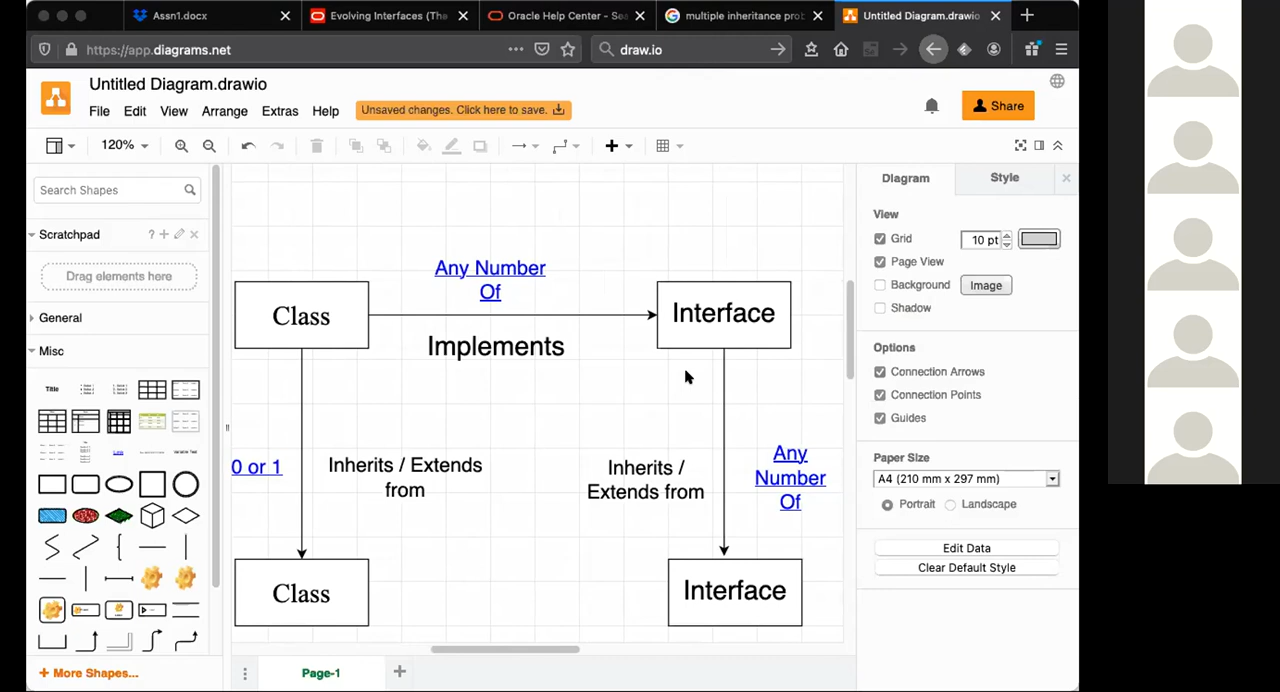 Assn1.docx
Evolving Interfaces (The
Oracle Help Center - Sea
multiple inheritance prob
Untitled Diagram.drawio
https://app.diagrams.net
draw.io
Untitled Diagram.drawio
File Edit View Arrange Extras Help
Unsaved changes. Click here to save.
Share
120%
Search Shapes
Scratchpad
Drag elements here
General
Misc
Title
More Shapes...
Any Number
Of
Class
Interface
Implements
0 or 1
Inherits / Extends
from
Inherits /
Extends from
Any
Number
Of
Class
Interface
Page-1
Diagram
Style
View
Grid
10 pt
Page View
Background
Image
Shadow
Options
Connection Arrows
Connection Points
Guides
Paper Size
A4 (210 mm x 297 mm)
Portrait
Landscape
Edit Data
Clear Default Style